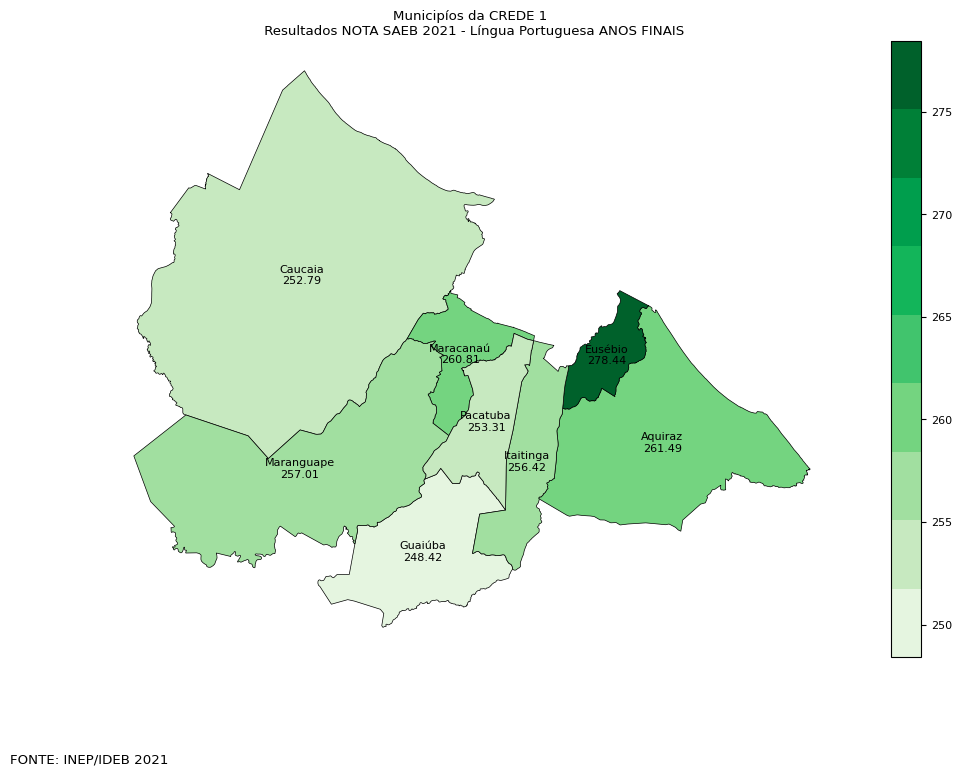 Municipíos da CREDE 1
Resultados NOTA SAEB 2021 - Língua Portuguesa ANOS FINAIS
275
270
265
260
255
250
Caucaia
252.79
Maracanaú
260.81
Eusébio
278.44
Pacatuba
253.31
Aquiraz
261.49
Itaitinga
256.42
Maranguape
257.01
Guaiúba
248.42
FONTE: INEP/IDEB 2021